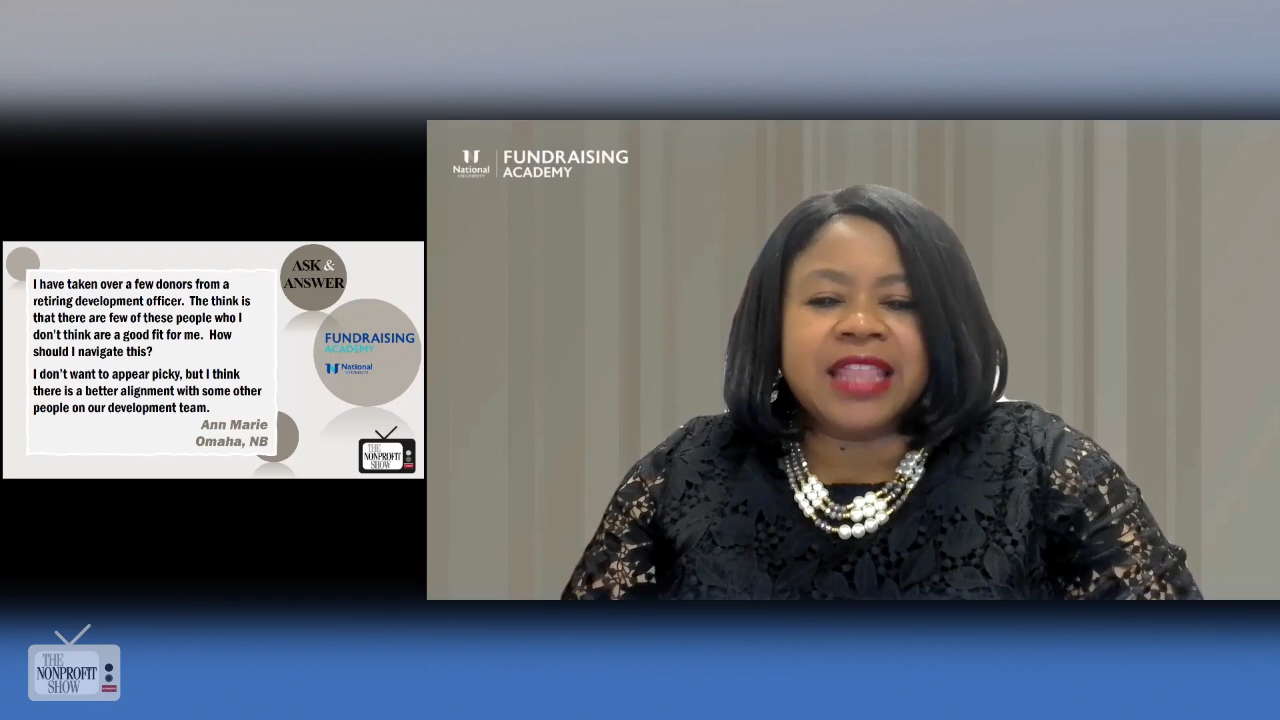 National
UNIVERSITY
FUNDRAISING
ACADEMY
I have taken over a few donors from a
retiring development officer. The think is
that there are few of these people who I
don't think are a good fit for me. How
should I navigate this?
I don't want to appear picky, but I think
there is a better alignment with some other
people on our development team.
Ann Marie
Omaha, NB
ASK &
ANSWER
FUNDRAISING
ACADEMY
National
UNIVERSITY
THE
NONPROFIT
SHOW
THE
NONPROFIT
SHOW